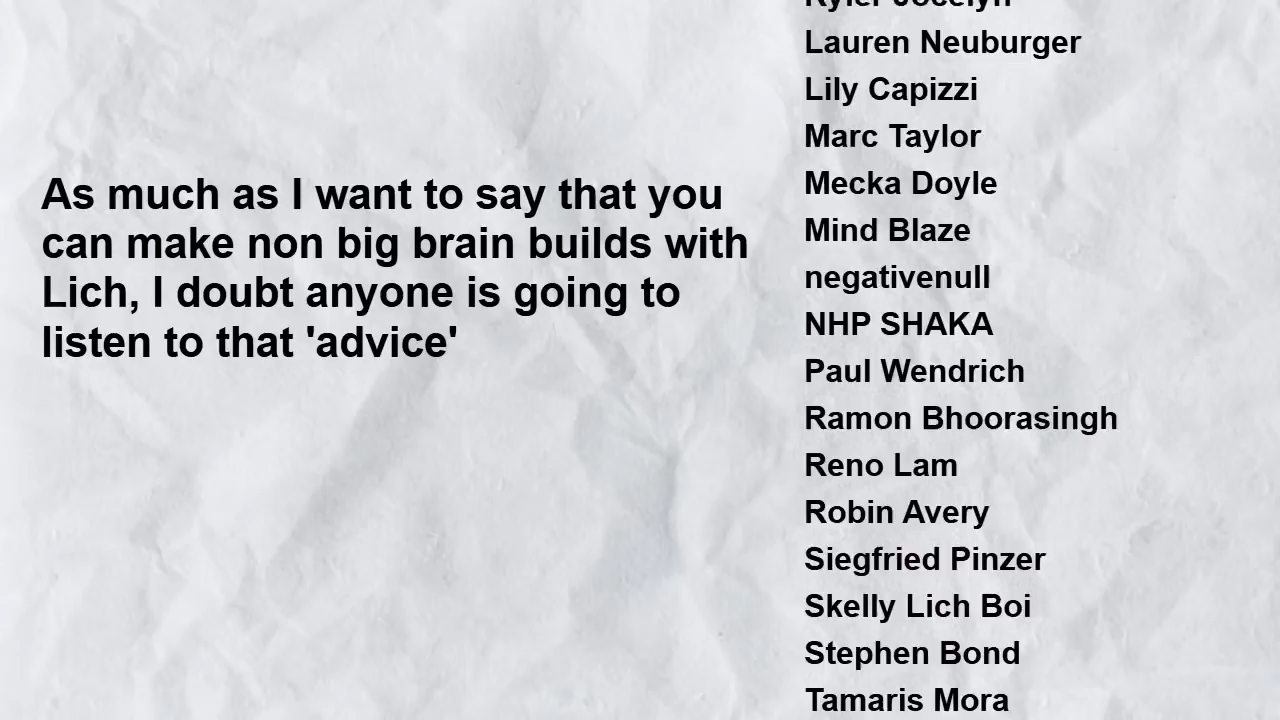 As much as I want to say that you
can make non big brain builds with
Lich, I doubt anyone is going to
listen to that 'advice'
Kyler Jocelyn
Lauren Neuburger
Lily Capizzi
Marc Taylor
Mecka Doyle
Mind Blaze
negativenull
NHP SHAKA
Paul Wendrich
Ramon Bhoorasingh
Reno Lam
Robin Avery
Siegfried Pinzer
Skelly Lich Boi
Stephen Bond
Tamaris Mora